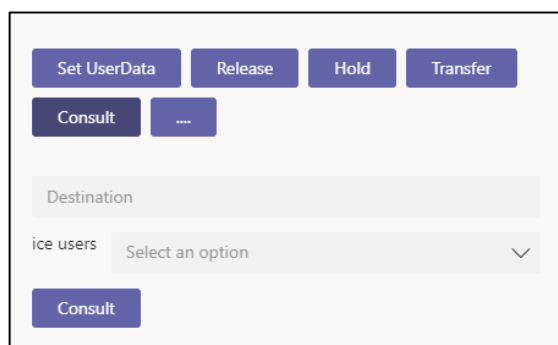 Set UserData Release Hold Transfer
Consult ....
Destination
ice users Select an option
Consult